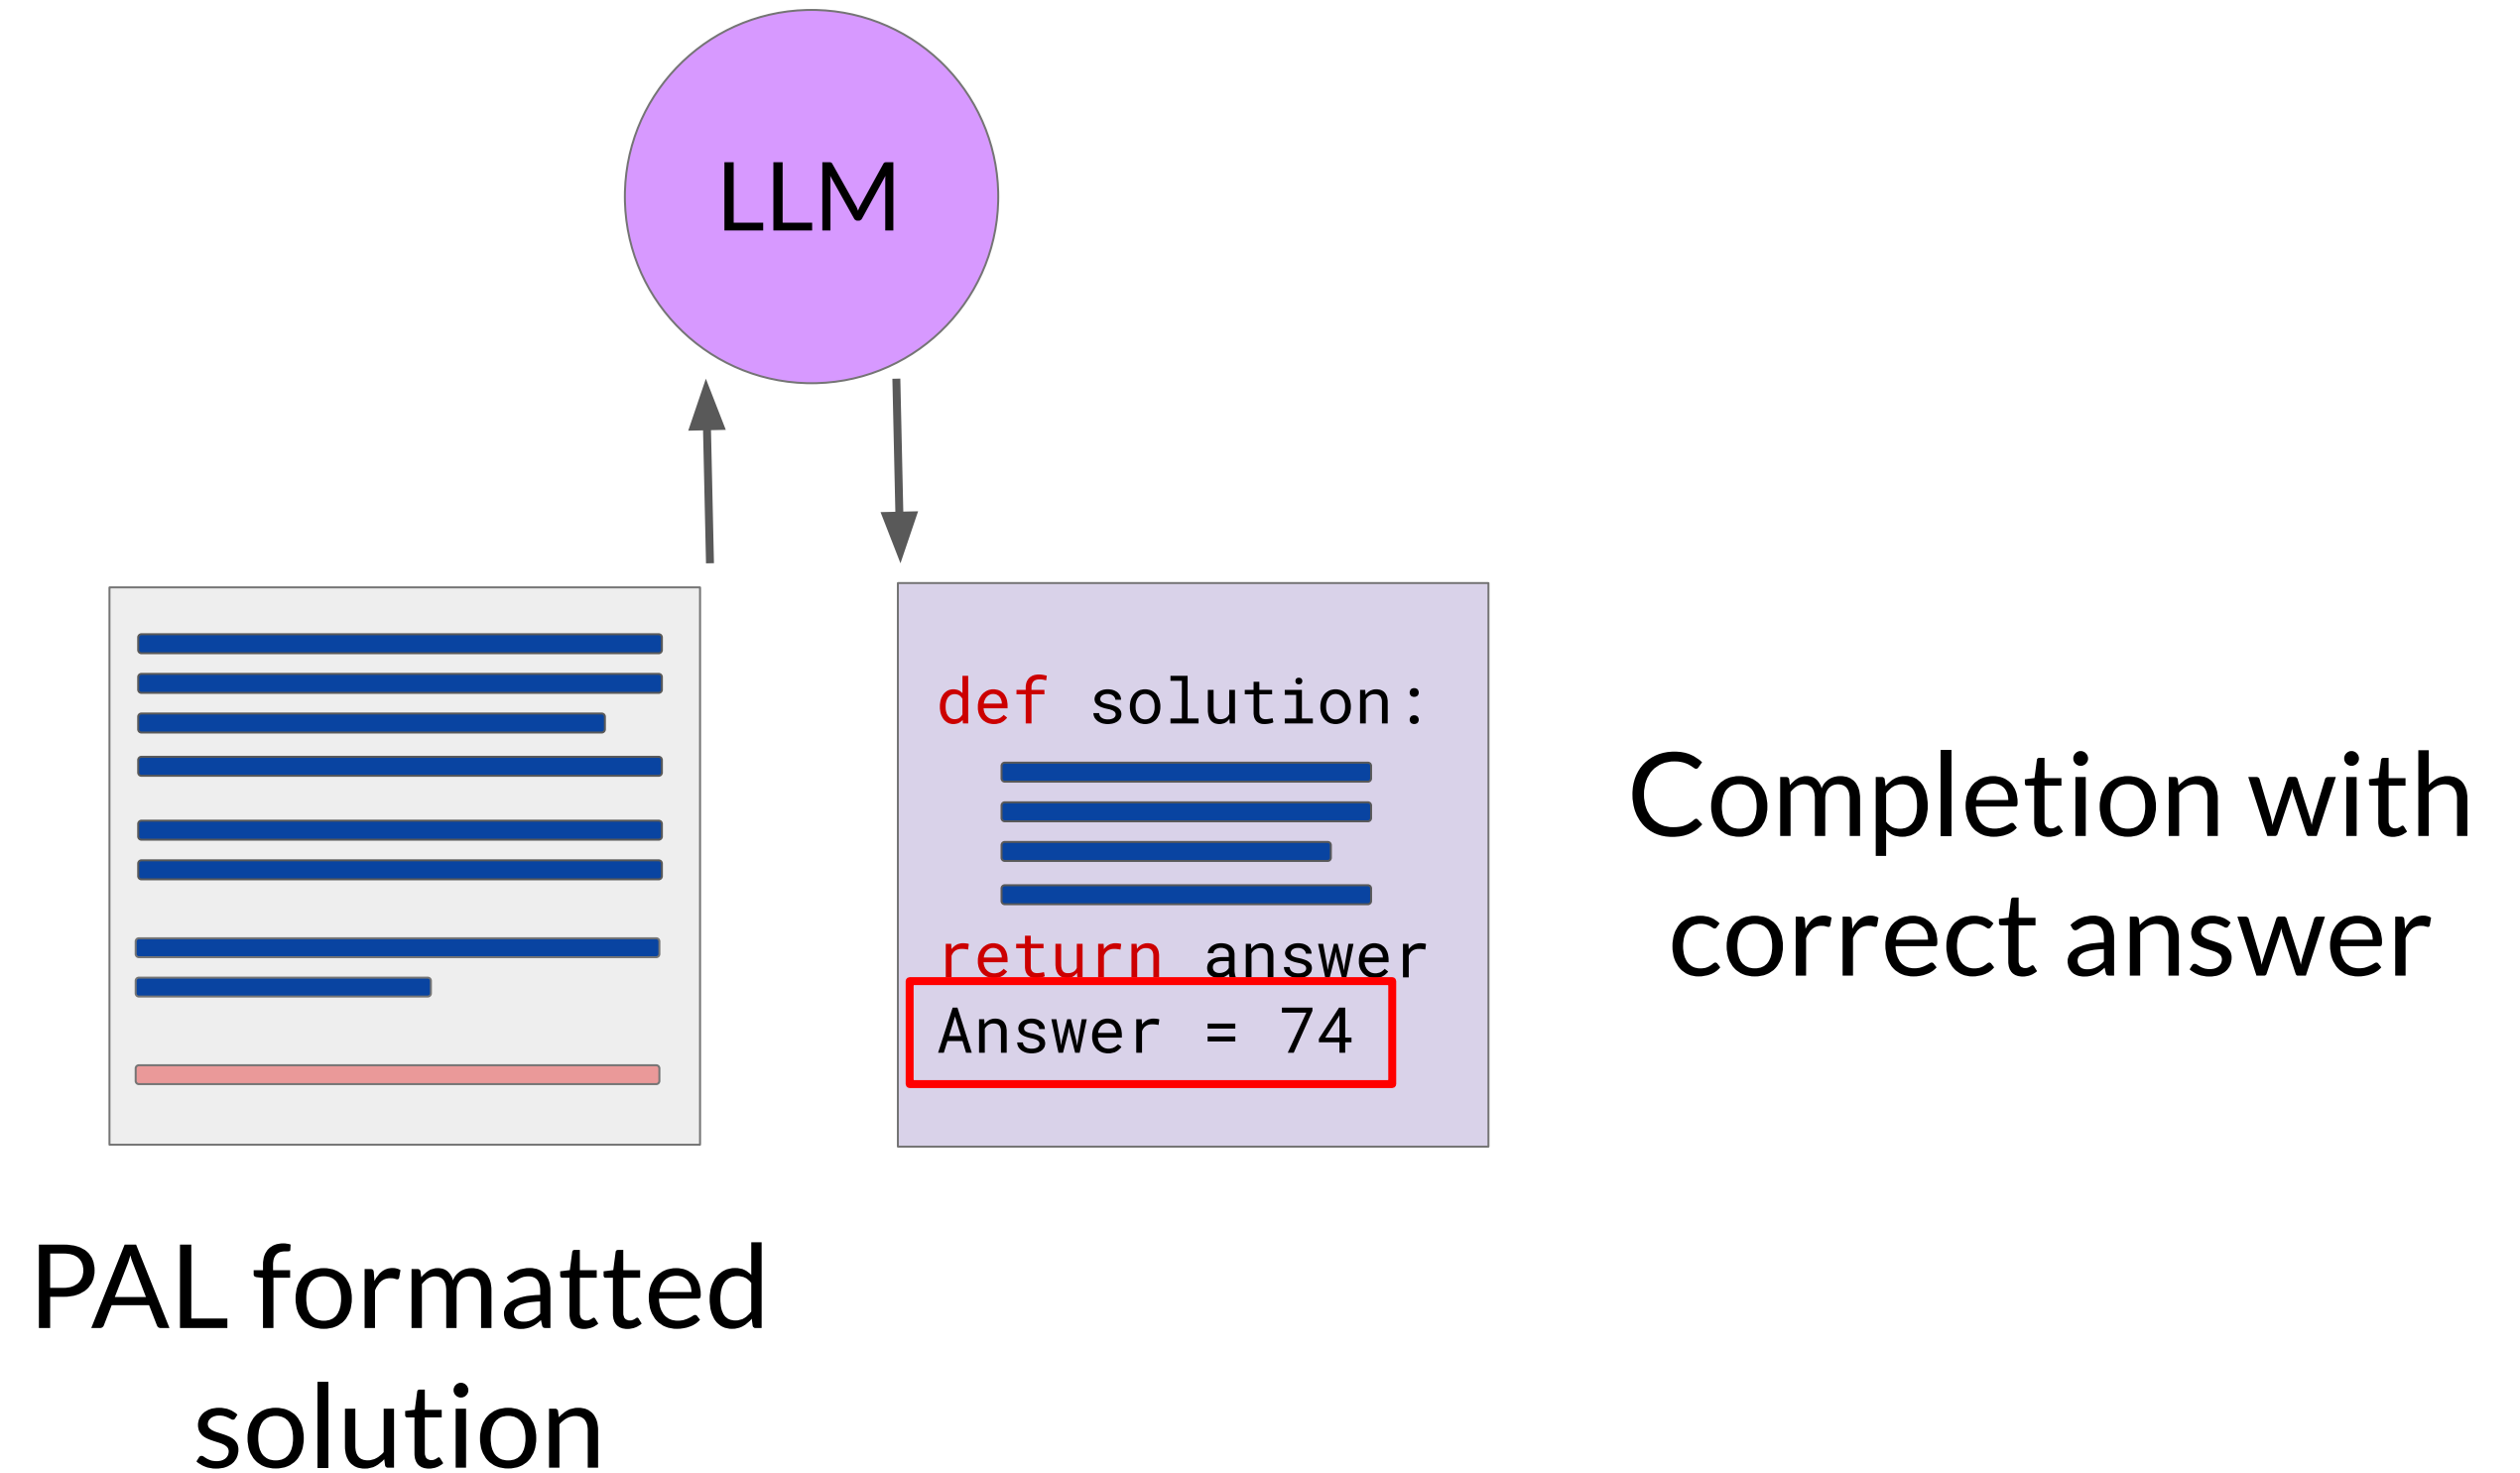 LLM
def solution:
return answer
Answer = 74
Completion with
correct answer
PAL formatted
solution